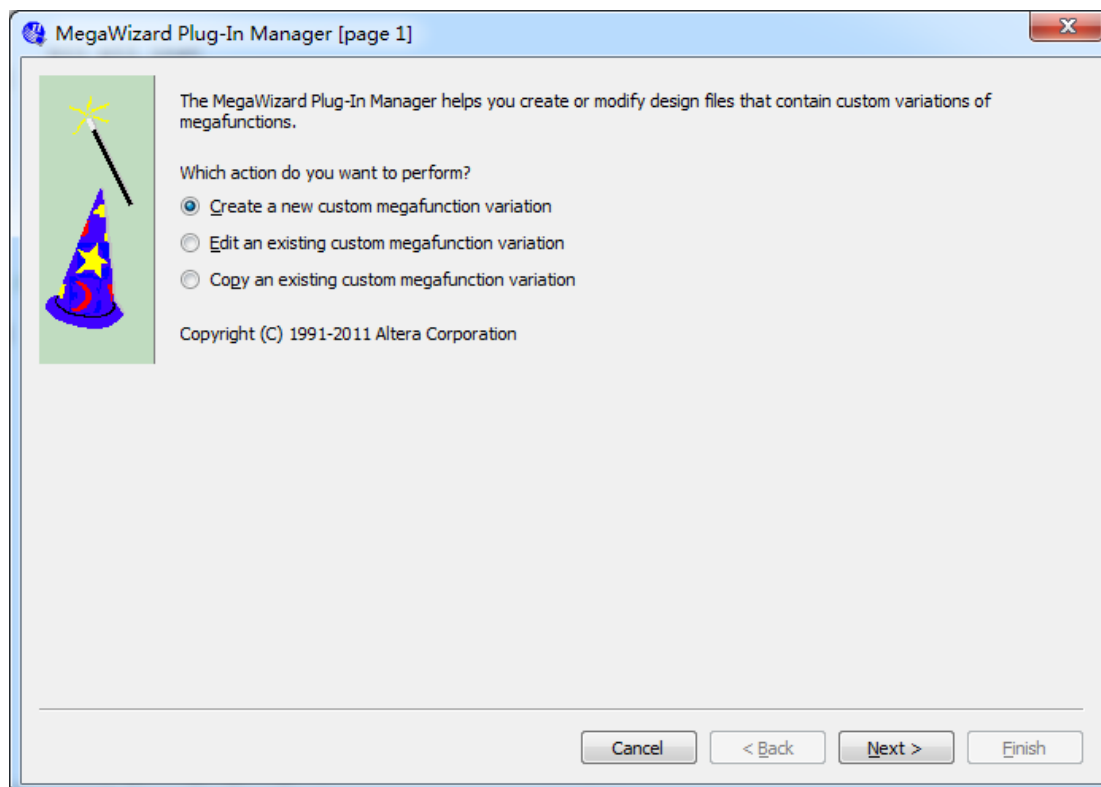 MegaWizard Plug-In Manager [page 1]
The MegaWizard Plug-In Manager helps you create or modify design files that contain custom variations of
megafunctions.
Which action do you want to perform?
Create a new custom megafunction variation
Edit an existing custom megafunction variation
Copy an existing custom megafunction variation
Copyright (C) 1991-2011 Altera Corporation
Cancel < Back Next > Finish